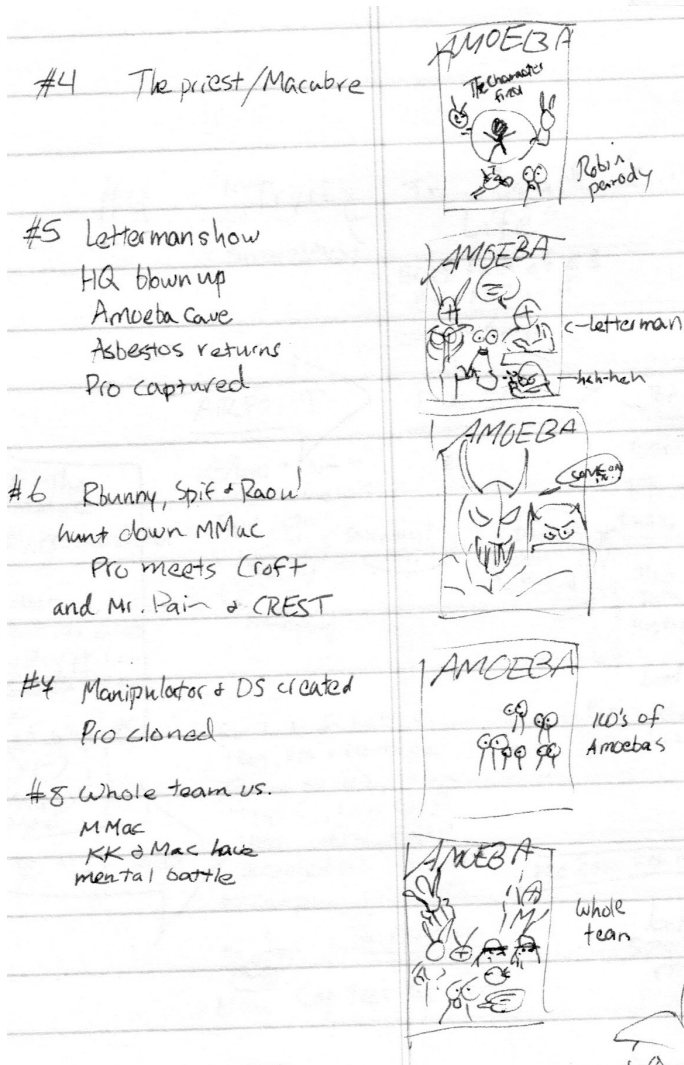 #4 The priest/Macabre
AMOEBA
The character
first
Robin
parody
#5 Letterman show
HQ blown up
Amoeba Cave
Asbestos returns
Pro captured
AMOEBA
<-letterman
heh-heh
#6 Rbunny, Spif & Raoul
hunt down MMac
Pro meets Croft
and Mr. Pain & CREST
AMOEBA
#7 Manipulator & DS created
Pro cloned
AMOEBA
100's of
Amoebas
#8 Whole team vs.
MMac
KK & Mac have
mental battle
AMOEBA
Whole
team